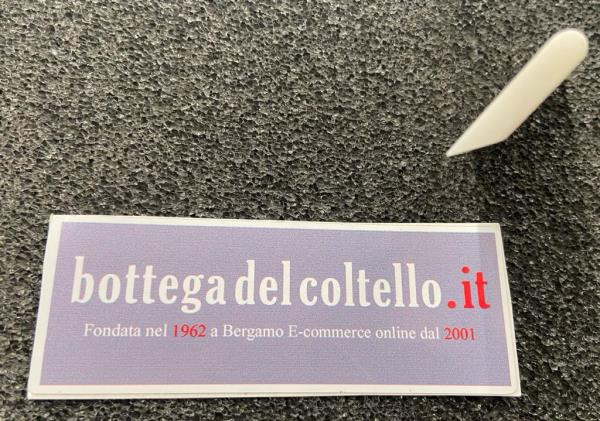 bottega del coltello.it
Fondata nel 1962 a Bergamo E-commerce online dal 2001